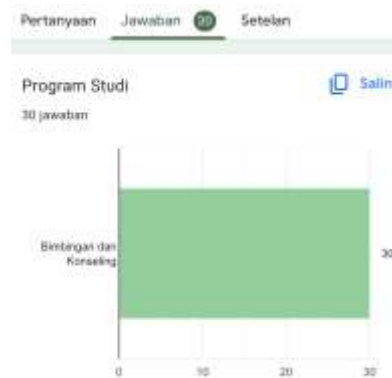 Pertanyaan Jawaban 30 Setelan
Program Studi Salin
30 jawaban
Bimbingan dan
Konseling
30
0 10 20 30